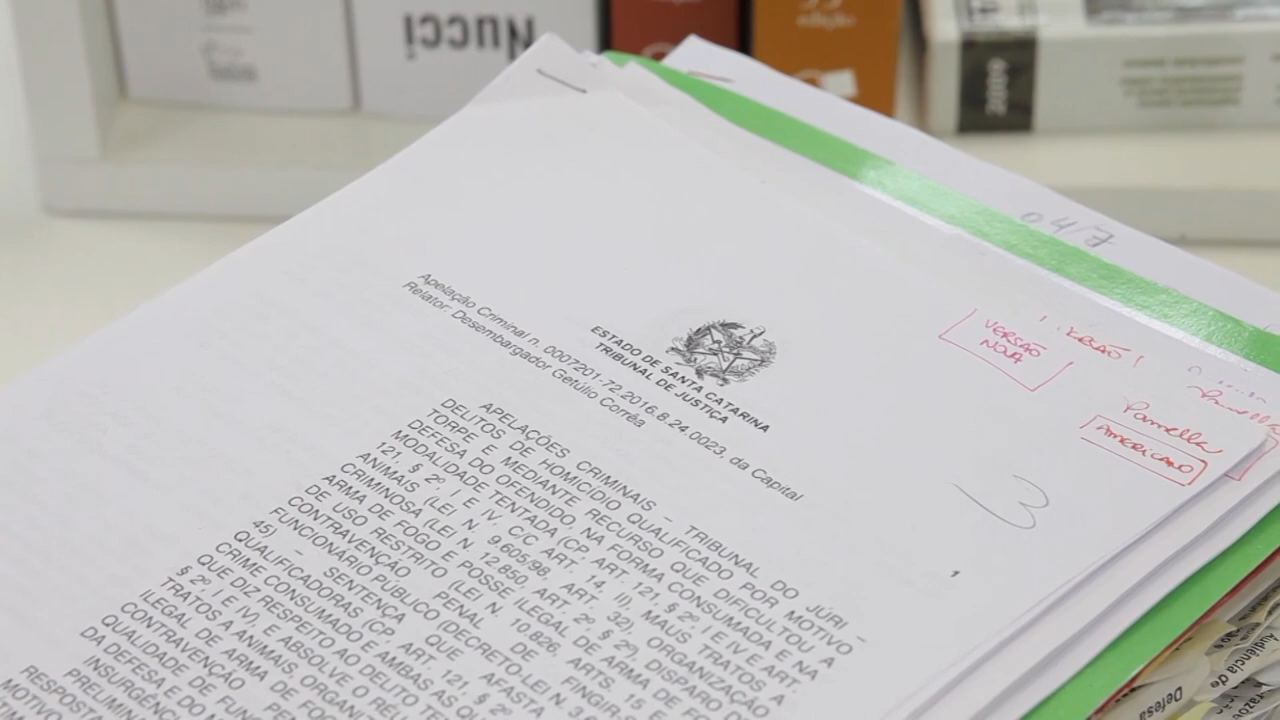 Nucci
04/7
ESTADO DE SANTA CATARINA
TRIBUNAL DE JUSTIÇA
VERSÃO
NOVA
Pamella
AMERICANO
3
1
Apelação Criminal n. 0007201-72.2016.8.24.0023, da Capital
Relator: Desembargador Getúlio Corrêa
APELAÇÕES CRIMINAIS – TRIBUNAL DO JÚRI –
DELITOS DE HOMICÍDIO QUALIFICADO POR MOTIVO
TORPE E MEDIANTE RECURSO QUE DIFICULTOU A
DEFESA DO OFENDIDO, NA FORMA CONSUMADA E NA
MODALIDADE TENTADA (CP, ART. 121 § 2º I E IV E ART.
121, § 2º I E IV, C/C ART. 14, II), MAUS TRATOS A
ANIMAIS (LEI N. 9.605/98, ART. 32), ORGANIZAÇÃO
CRIMINOSA (LEI N. 12.850, ART. 2º, § 2º), DISPARO
ARMA DE FOGO E POSSE ILEGAL DE ARMA DE
DE USO RESTRITO (LEI N. 10.826, ARTS. 15 E
CONTRAVENÇÃO PENAL DE FINGIR
FUNCIONÁRIO PÚBLICO (DECRETO LEI N. 3
45) – SENTENÇA QUE AFASTA
QUALIFICADORAS (CP, ART. 121, § 2º
CRIME CONSUMADO E AMBAS AS
QUE DIZ RESPEITO AO DELITO
§ 2º I E IV), E ABSOLVE O RÉ
TRATOS A ANIMAIS, ORGANI
ILEGAL DE ARMA DE FOG
CONTRAVENÇÃO PEN
QUALIDADE DE FUN
DA DEFESA E DO M
INSURGÊN
PRELIMINA
RESPOSTA
MOTIVO
Audiência de
Defesa